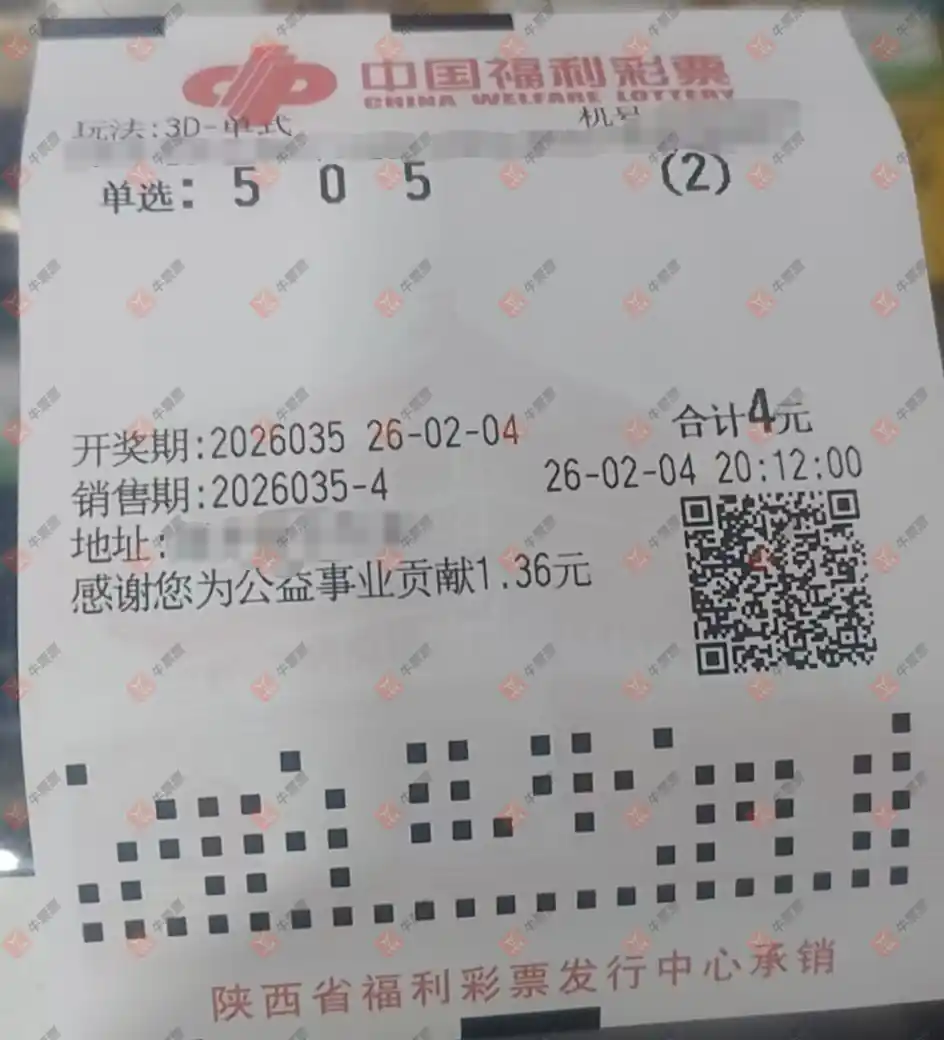 中国福利彩票
CHINA WELFARE LOTTERY
玩法:3D-单式 机号
单选: 5 0 5 (2)
合计4元
开奖期:2026035 26-02-04
销售期:2026035-4 26-02-04 20:12:00
地址:
感谢您为公益事业贡献1.36元
陕西省福利彩票发行中心承销